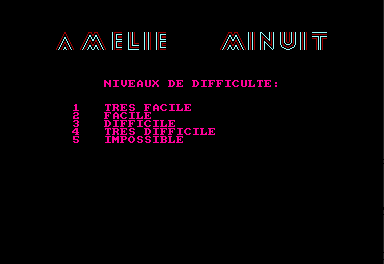 AMELIE MINUIT
NIVEAUX DE DIFFICULTE:
1 TRES FACILE
2 FACILE
3 DIFFICILE
4 TRES DIFFICILE
5 IMPOSSIBLE